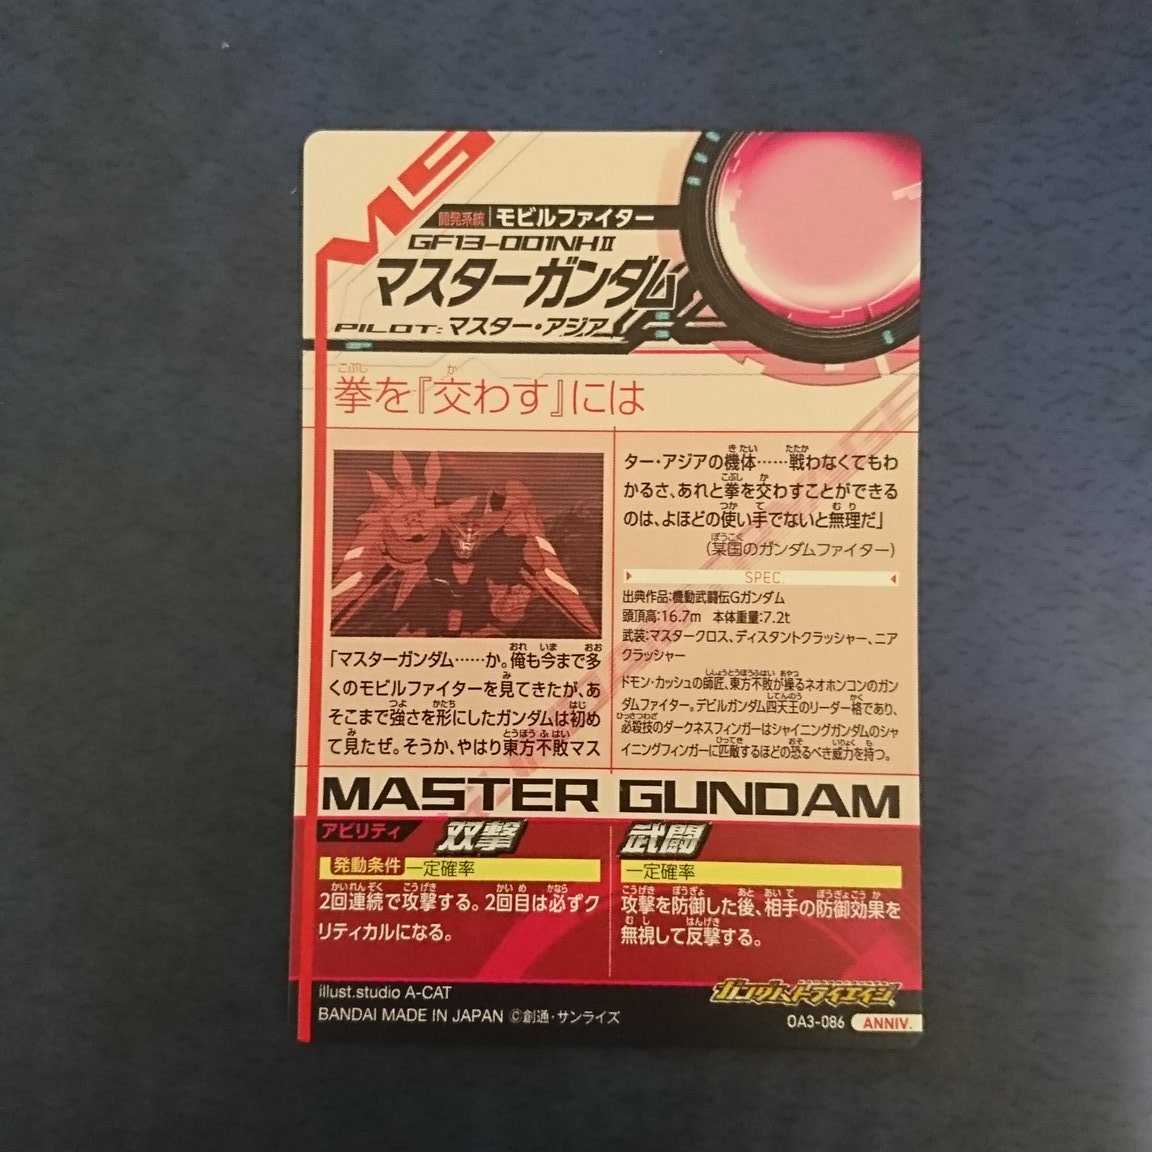 MS
開発系統 モビルファイター
GF13-001NHII
マスターガンダム
PILOT: マスター・アジア
拳を『交わす』には
「マスターガンダム……か。俺も今まで多
くのモビルファイターを見てきたが、あ
そこまで強さを形にしたガンダムは初め
て見たぜ。そうか、やはり東方不敗マス
ター・アジアの機体……戦わなくてもわ
かるさ、あれと拳を交わすことができる
のは、よほどの使い手でないと無理だ」
(某国のガンダムファイター)
SPEC.
出典作品:機動武闘伝Gガンダム
頭頂高:16.7m 本体重量:7.2t
武装:マスタークロス、ディスタントクラッシャー、ニア
クラッシャー
ドモン・カッシュの師匠、東方不敗が操るネオホンコンのガン
ダムファイター。デビルガンダム四天王のリーダー格であり、
必殺技のダークネスフィンガーはシャイニングガンダムのシャ
イニングフィンガーに匹敵するほどの恐るべき威力を持つ。
MASTER GUNDAM
アビリティ 双撃
発動条件 一定確率
2回連続で攻撃する。2回目は必ずク
リティカルになる。
武闘
一定確率
攻撃を防御した後、相手の防御効果を
無視して反撃する。
illust.studio A-CAT
BANDAI MADE IN JAPAN ©創通・サンライズ
ガンダムトライエイジ
OA3-086 ANNIV.